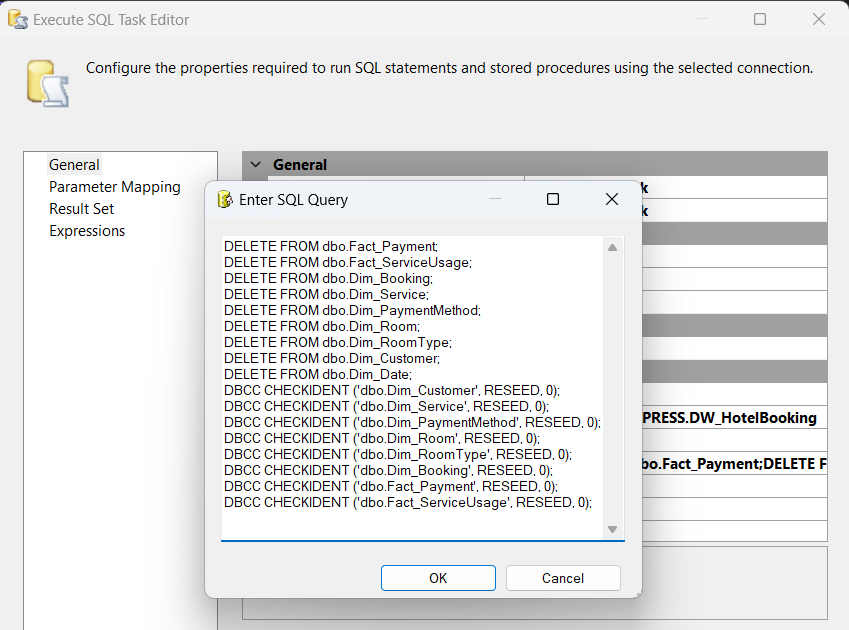 Execute SQL Task Editor
Configure the properties required to run SQL statements and stored procedures using the selected connection.
General
Parameter Mapping
Result Set
Expressions
General
Enter SQL Query
DELETE FROM dbo.Fact_Payment;
DELETE FROM dbo.Fact_ServiceUsage;
DELETE FROM dbo.Dim_Booking;
DELETE FROM dbo.Dim_Service;
DELETE FROM dbo.Dim_PaymentMethod;
DELETE FROM dbo.Dim_Room;
DELETE FROM dbo.Dim_RoomType;
DELETE FROM dbo.Dim_Customer;
DELETE FROM dbo.Dim_Date;
DBCC CHECKIDENT ('dbo.Dim_Customer', RESEED, 0);
DBCC CHECKIDENT ('dbo.Dim_Service', RESEED, 0);
DBCC CHECKIDENT ('dbo.Dim_PaymentMethod', RESEED, 0);
DBCC CHECKIDENT ('dbo.Dim_Room', RESEED, 0);
DBCC CHECKIDENT ('dbo.Dim_RoomType', RESEED, 0);
DBCC CHECKIDENT ('dbo.Dim_Booking', RESEED, 0);
DBCC CHECKIDENT ('dbo.Fact_Payment', RESEED, 0);
DBCC CHECKIDENT ('dbo.Fact_ServiceUsage', RESEED, 0);
OK
Cancel
k
k
PRESS.DW_HotelBooking
bo.Fact_Payment;DELETE F